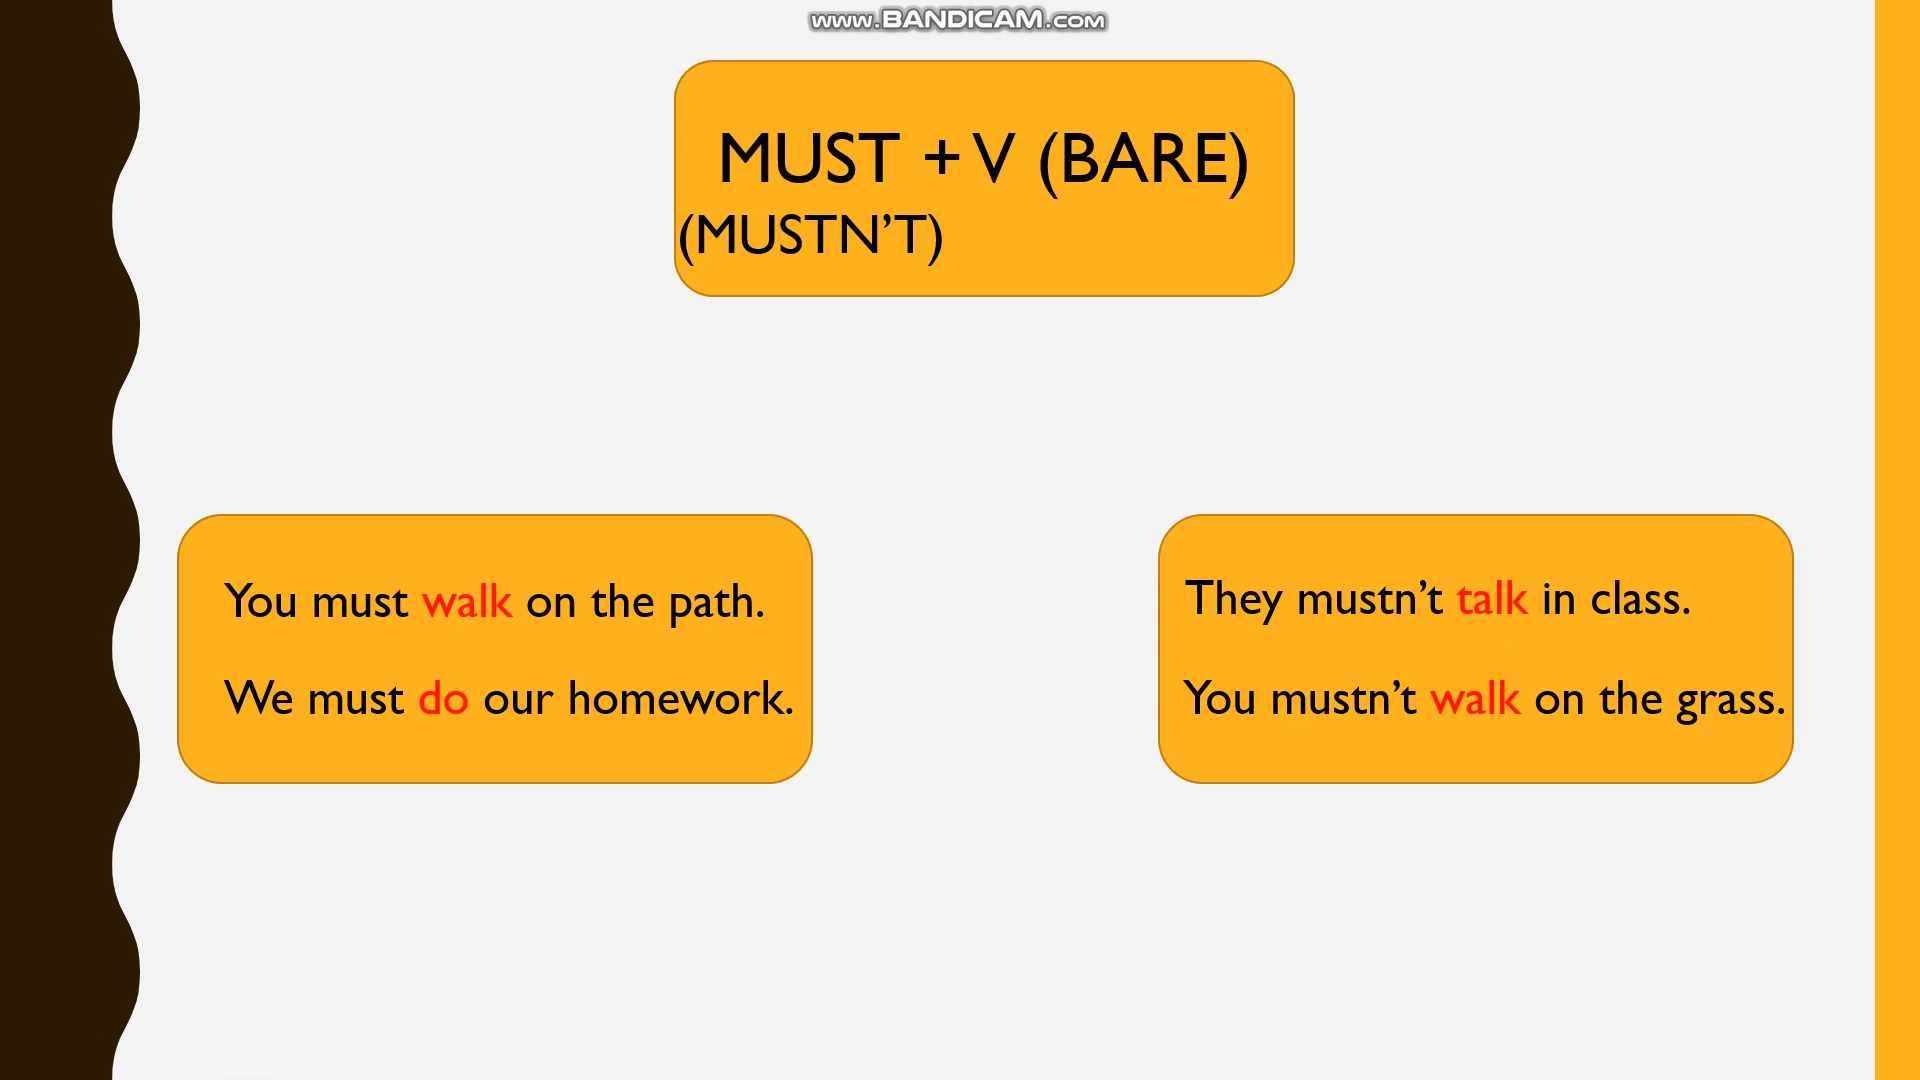 www.BANDICAM.com
MUST + V (BARE)
(MUSTN’T)
You must walk on the path.
We must do our homework.
They mustn’t talk in class.
You mustn’t walk on the grass.